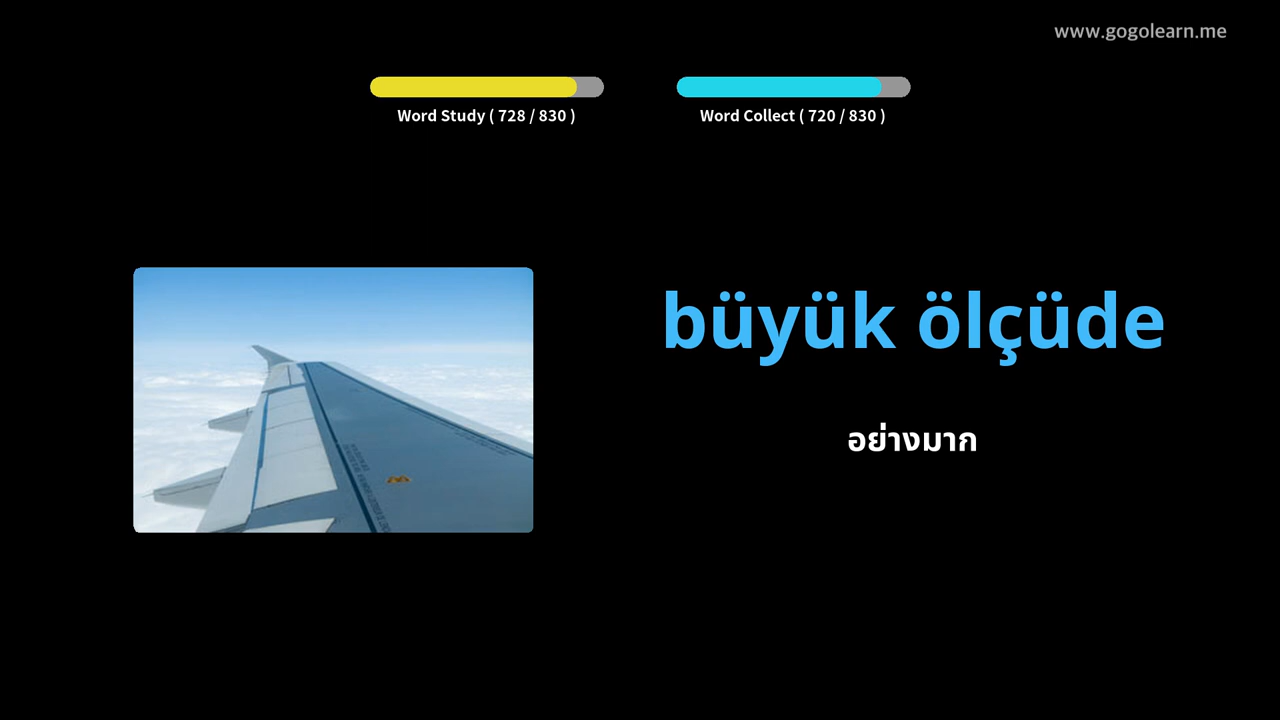 www.gogolearn.me
Word Study ( 728 / 830 )
Word Collect ( 720 / 830 )
büyük ölçüde
อย่างมาก